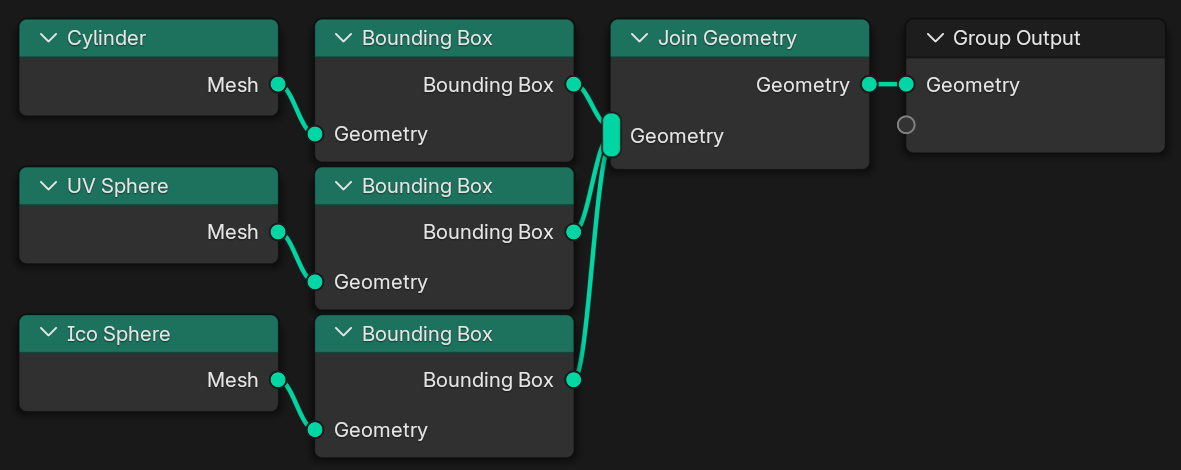 Cylinder
Mesh
Bounding Box
Bounding Box
Geometry
Join Geometry
Geometry
Geometry
Group Output
Geometry
UV Sphere
Mesh
Bounding Box
Bounding Box
Geometry
Ico Sphere
Mesh
Bounding Box
Bounding Box
Geometry